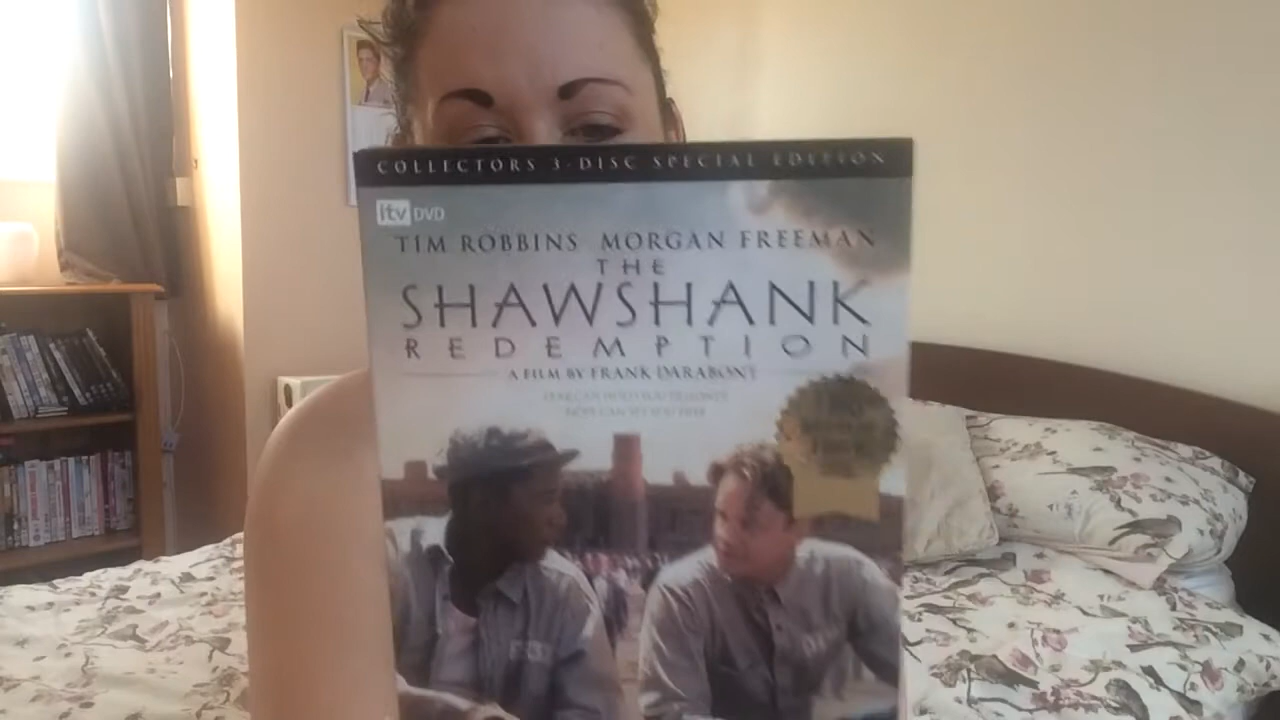 COLLECTORS 3-DISC SPECIAL EDITION
itv DVD
TIM ROBBINS MORGAN FREEMAN
THE
SHAWSHANK
REDEMPTION
A FILM BY FRANK DARABONT